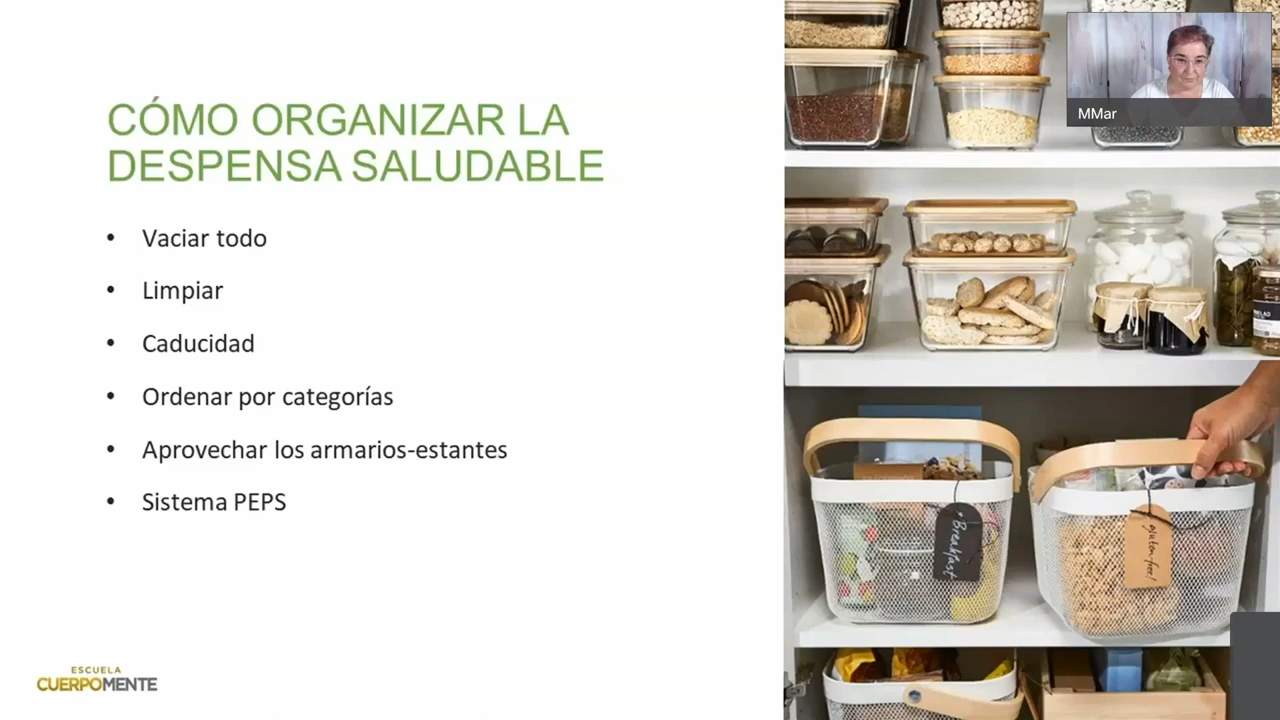 CÓMO ORGANIZAR LA
DESPENSA SALUDABLE
• Vaciar todo
• Limpiar
• Caducidad
• Ordenar por categorías
• Aprovechar los armarios-estantes
• Sistema PEPS
ESCUELA
CUERPOMENTE
MMar
Breakfast
gluten-free!